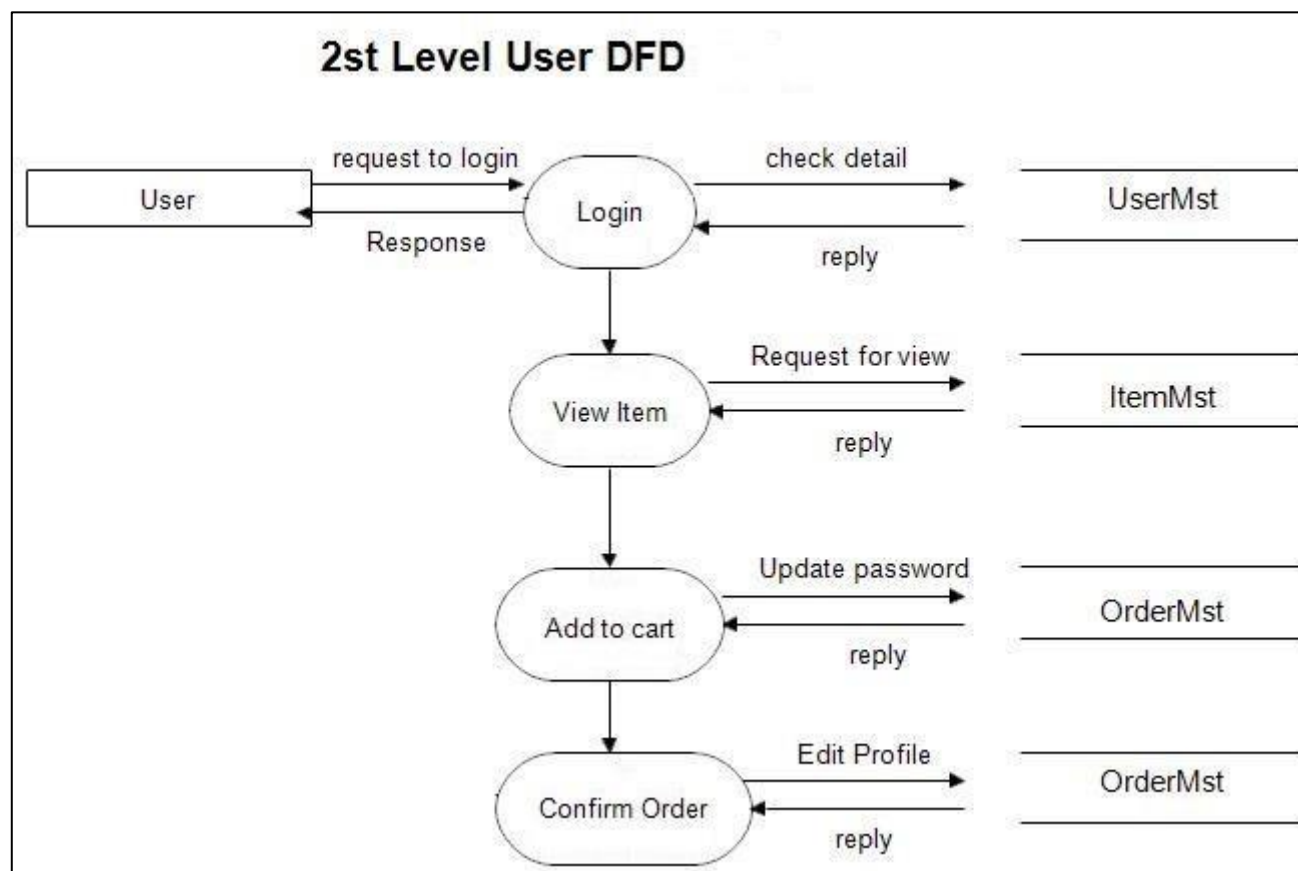 2st Level User DFD
request to login
check detail
User
Login
UserMst
Response
reply
Request for view
View Item
ItemMst
reply
Update password
Add to cart
OrderMst
reply
Edit Profile
Confirm Order
OrderMst
reply